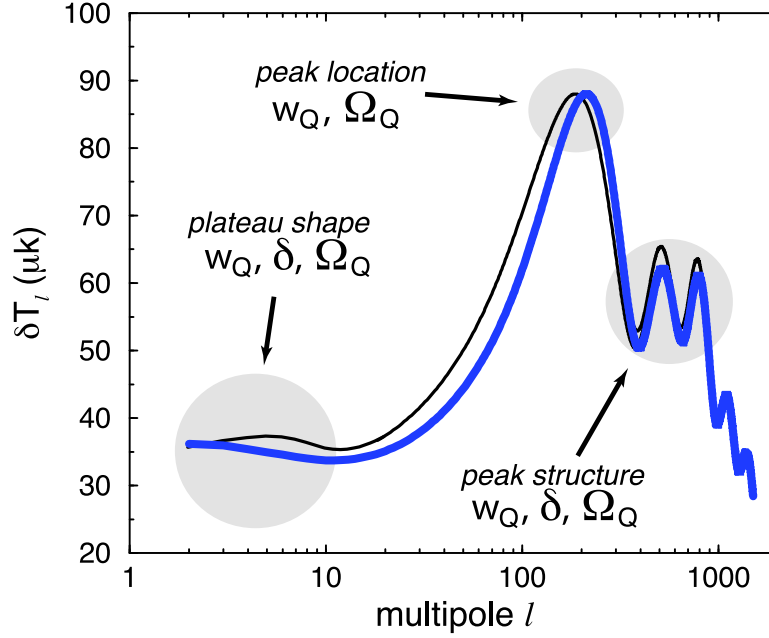 100
90
80
70
60
50
40
30
20
δT_l (μk)
peak location
w_Q, Ω_Q
plateau shape
w_Q, δ, Ω_Q
peak structure
w_Q, δ, Ω_Q
1 10 100 1000
multipole l